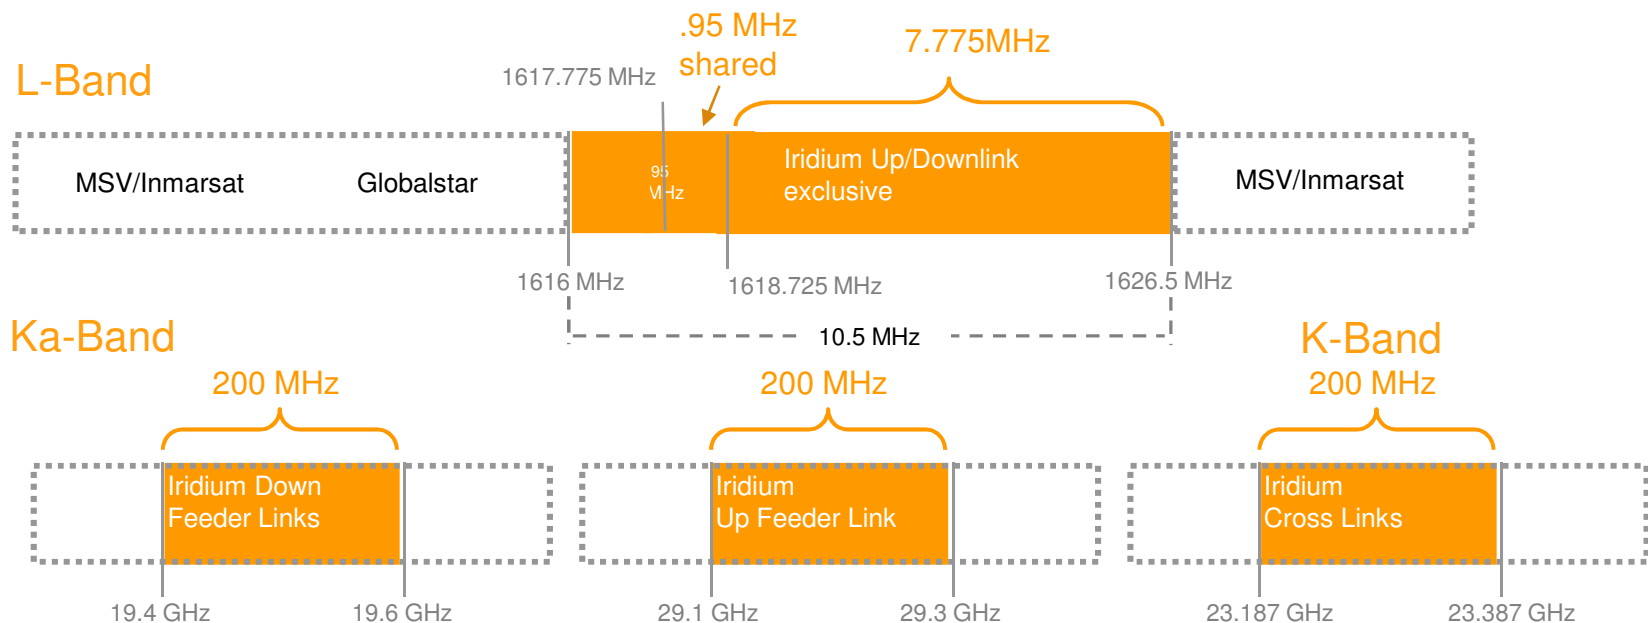 .95 MHz
shared
7.775MHz
L-Band
1617.775 MHz
MSV/Inmarsat
Globalstar
95
MHz
Iridium Up/Downlink
exclusive
MSV/Inmarsat
1616 MHz
1618.725 MHz
1626.5 MHz
10.5 MHz
Ka-Band
K-Band
200 MHz
200 MHz
200 MHz
Iridium Down
Feeder Links
Iridium
Up Feeder Link
Iridium
Cross Links
19.4 GHz
19.6 GHz
29.1 GHz
29.3 GHz
23.187 GHz
23.387 GHz